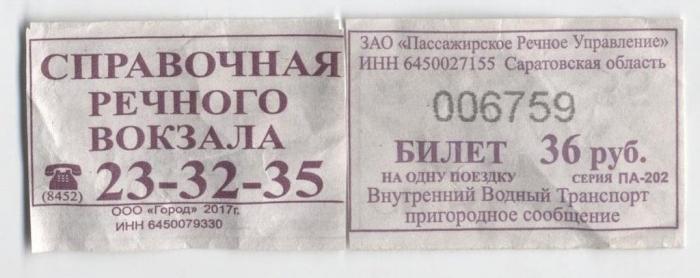 СПРАВОЧНАЯ
РЕЧНОГО
ВОКЗАЛА
(8452) 23-32-35
ООО «Город» 2017г.
ИНН 6450079330
ЗАО «Пассажирское Речное Управление»
ИНН 6450027155 Саратовская область
006759
БИЛЕТ 36 руб.
НА ОДНУ ПОЕЗДКУ СЕРИЯ ПА-202
Внутренний Водный Транспорт
пригородное сообщение